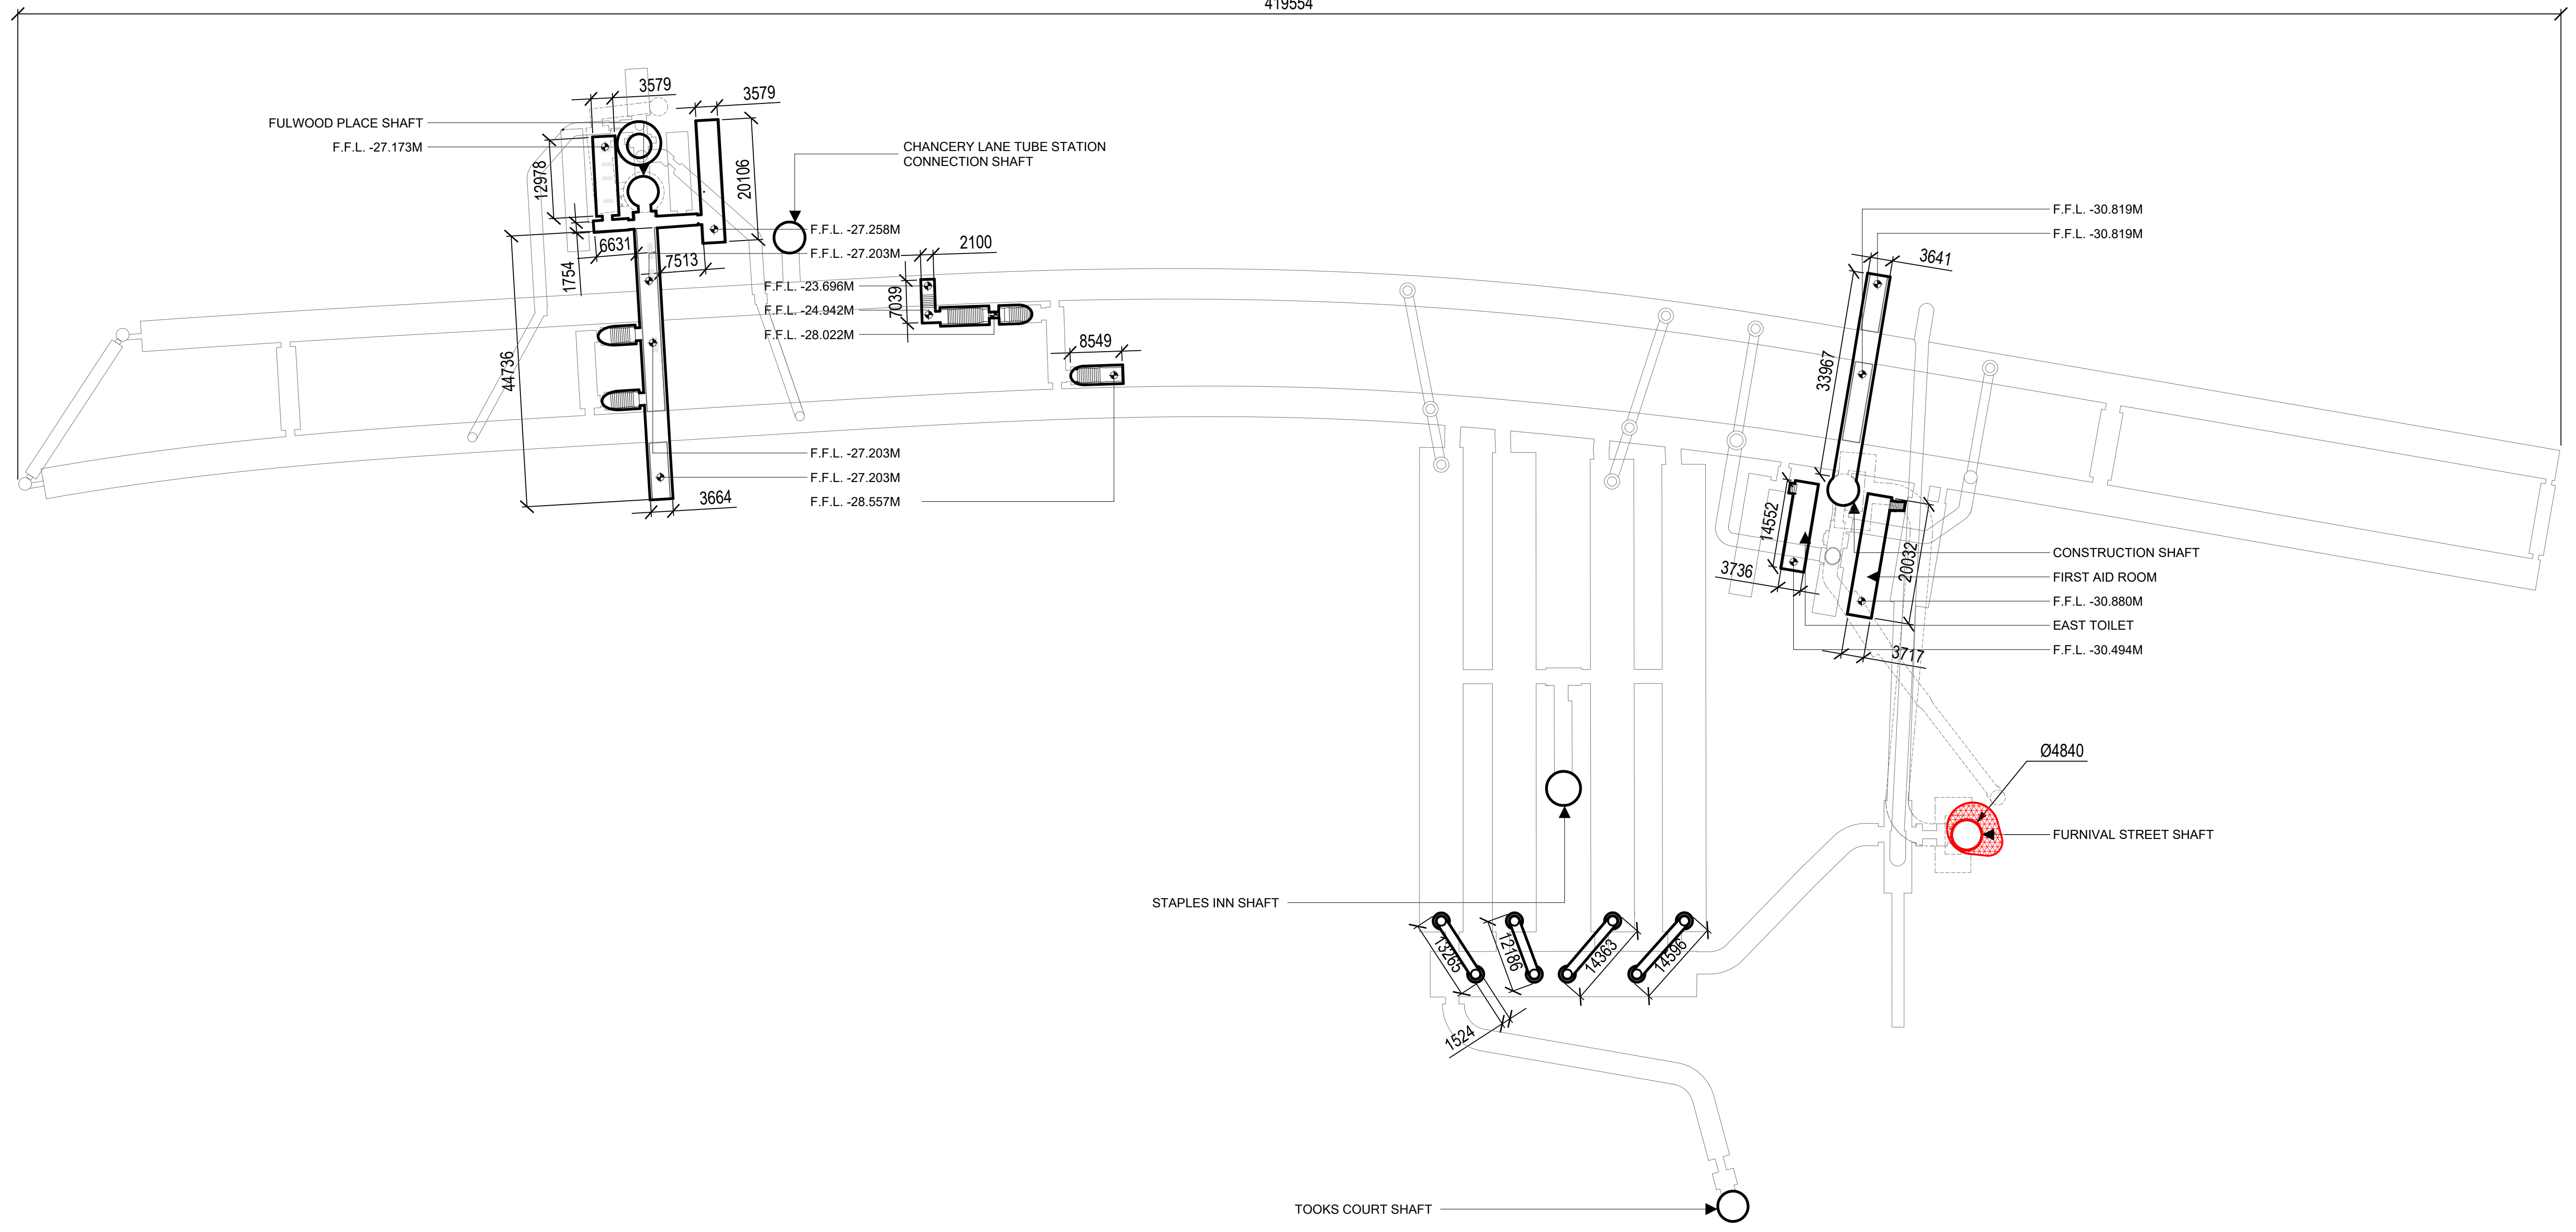 419554
3579
3579
FULWOOD PLACE SHAFT
F.F.L. -27.173M
12978
20106
CHANCERY LANE TUBE STATION
CONNECTION SHAFT
F.F.L. -27.258M
F.F.L. -27.203M
6631
7513
1754
2100
F.F.L. -23.696M
7039
F.F.L. -24.942M
F.F.L. -28.022M
8549
44736
F.F.L. -27.203M
F.F.L. -27.203M
F.F.L. -28.557M
3664
F.F.L. -30.819M
F.F.L. -30.819M
3641
33967
14552
3736
20032
3717
CONSTRUCTION SHAFT
FIRST AID ROOM
F.F.L. -30.880M
EAST TOILET
F.F.L. -30.494M
Ø4840
FURNIVAL STREET SHAFT
STAPLES INN SHAFT
13265
12186
14363
14596
1524
TOOKS COURT SHAFT